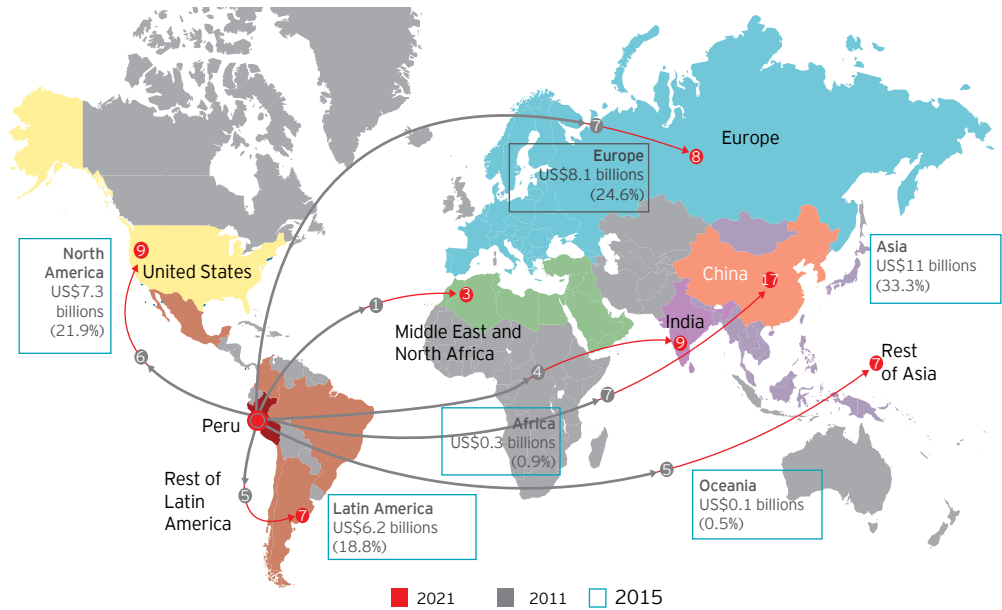 7
Europe
8
Europe
US$8.1 billions
(24.6%)
North
America
US$7.3
billions
(21.9%)
9
United States
Asia
US$11 billions
(33.3%)
China
17
1
3
Middle East and
North Africa
India
9
6
4
7
7
Rest
of Asia
Peru
Africa
US$0.3 billions
(0.9%)
Rest of
Latin
America
5
7
Latin America
US$6.2 billions
(18.8%)
5
Oceania
US$0.1 billions
(0.5%)
2021 2011 2015